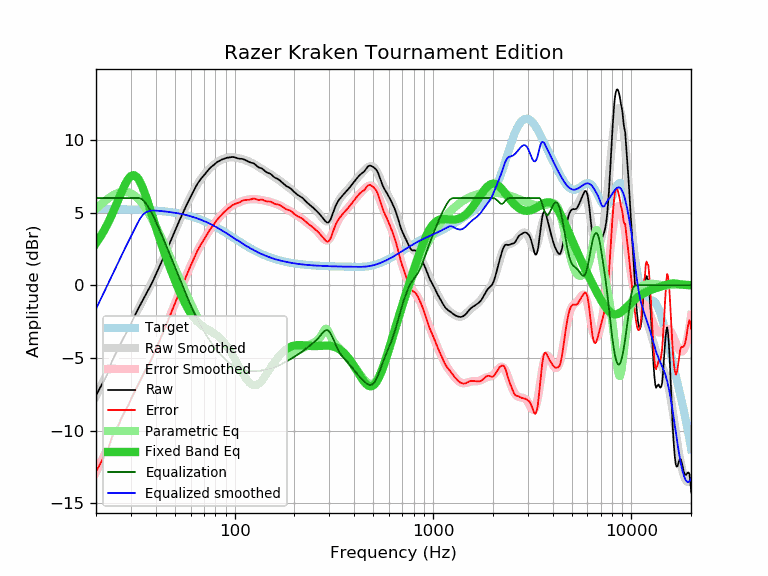 Razer Kraken Tournament Edition
Amplitude (dBr)
10
5
0
−5
−10
−15
Target
Raw Smoothed
Error Smoothed
Raw
Error
Parametric Eq
Fixed Band Eq
Equalization
Equalized smoothed
100 1000 10000
Frequency (Hz)